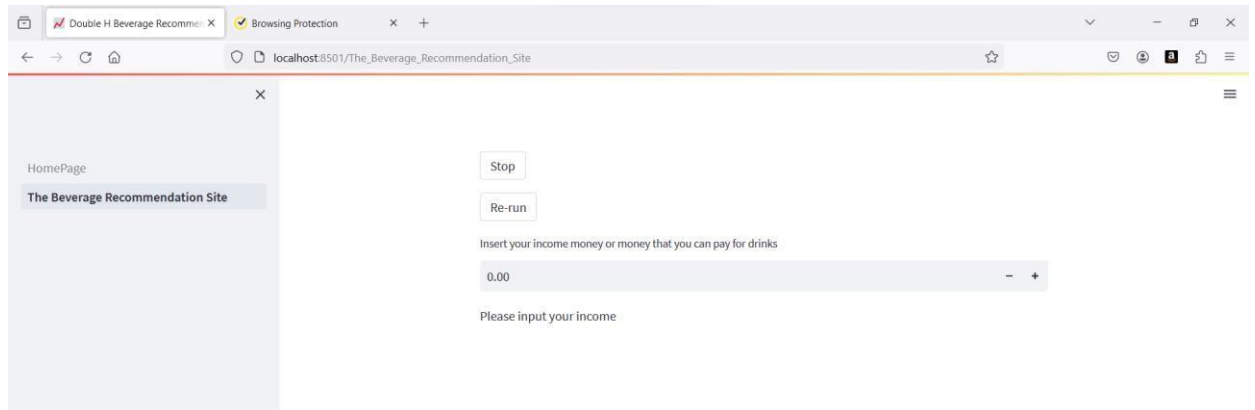 Double H Beverage Recommen
Browsing Protection
localhost:8501/The_Beverage_Recommendation_Site
HomePage
The Beverage Recommendation Site
Stop
Re-run
Insert your income money or money that you can pay for drinks
0.00
Please input your income